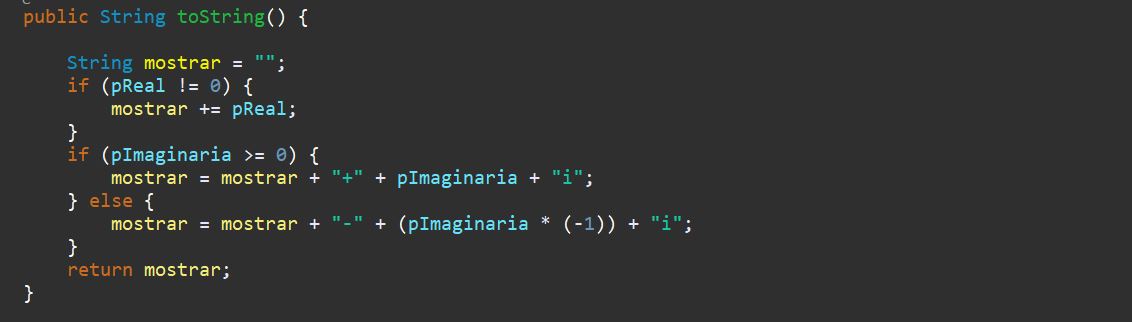 public String toString() {
String mostrar = "";
if (pReal != 0) {
mostrar += pReal;
}
if (pImaginaria >= 0) {
mostrar = mostrar + "+" + pImaginaria + "i";
} else {
mostrar = mostrar + "-" + (pImaginaria * (-1)) + "i";
}
return mostrar;
}